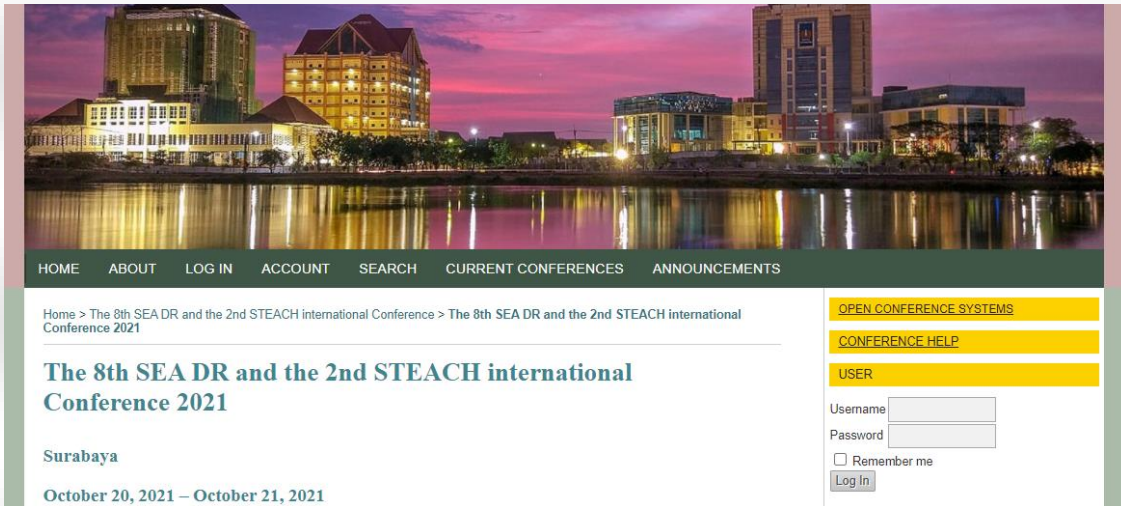 HOME ABOUT LOG IN ACCOUNT SEARCH CURRENT CONFERENCES ANNOUNCEMENTS
Home > The 8th SEA DR and the 2nd STEACH international Conference > The 8th SEA DR and the 2nd STEACH international
Conference 2021
The 8th SEA DR and the 2nd STEACH international
Conference 2021
Surabaya
October 20, 2021 – October 21, 2021
OPEN CONFERENCE SYSTEMS
CONFERENCE HELP
USER
Username
Password
Remember me
Log In